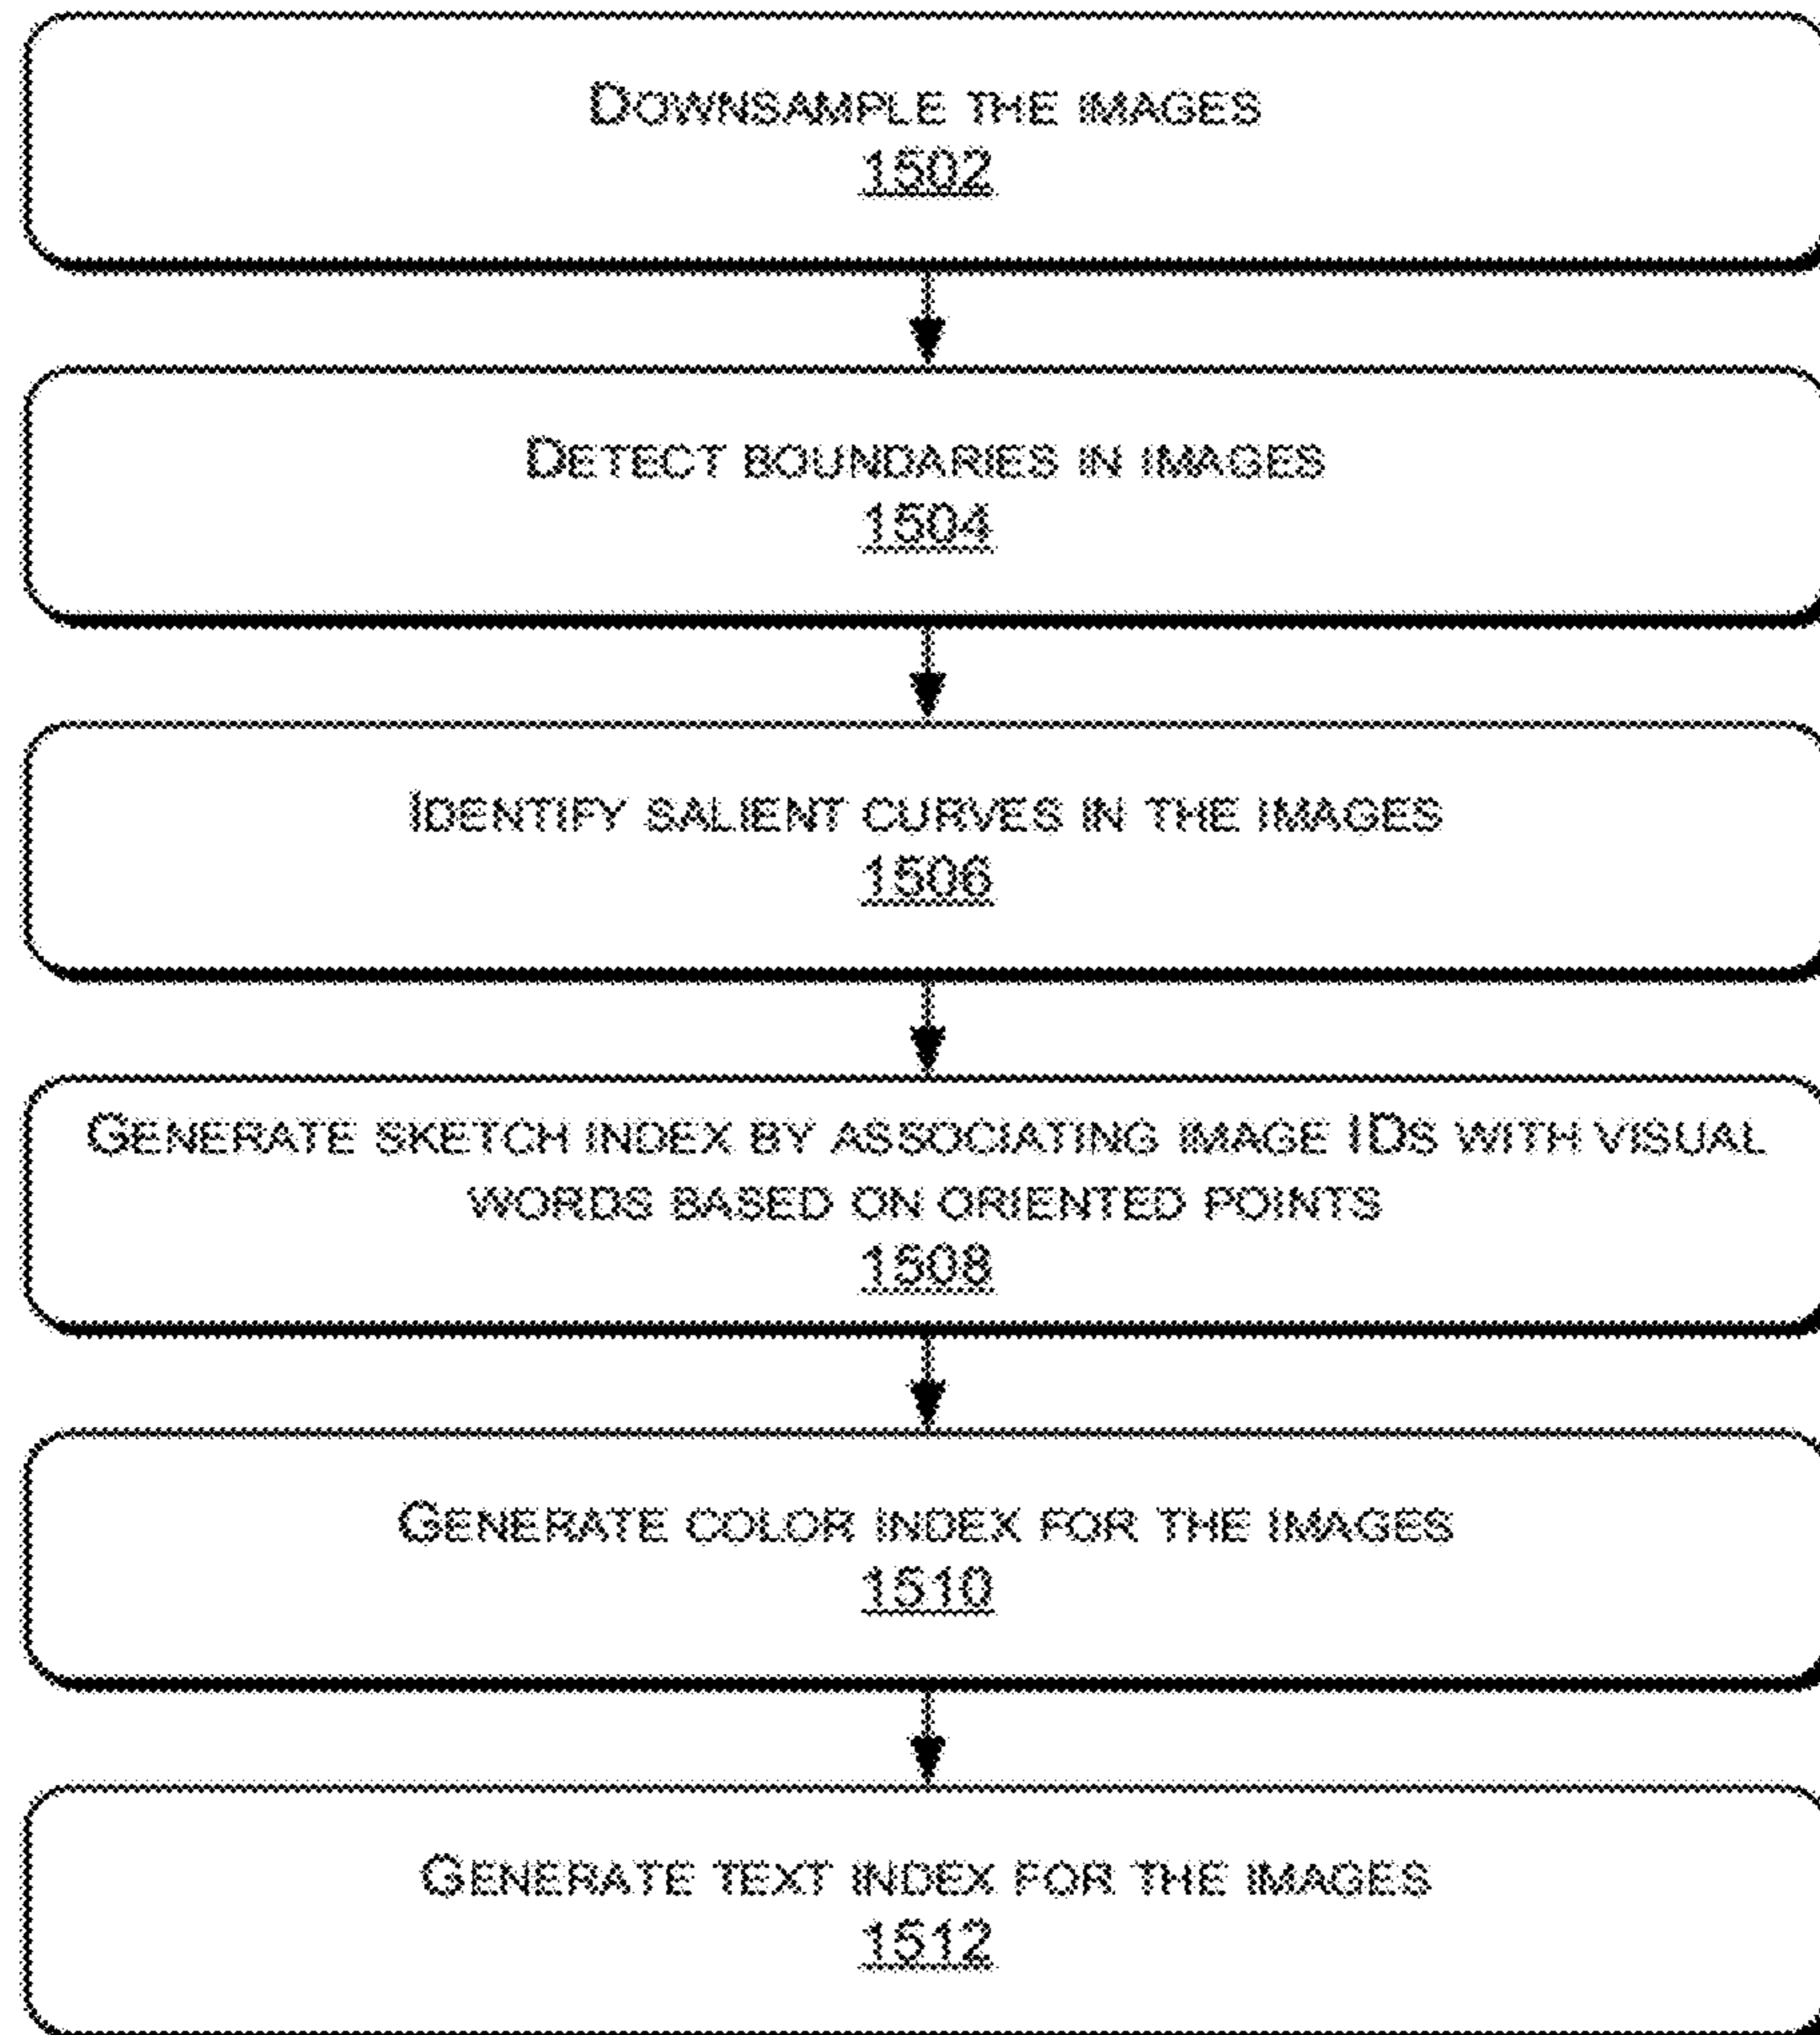 DOWNSAMPLE THE IMAGES
1502
DETECT BOUNDARIES IN IMAGES
1504
IDENTIFY SALIENT CURVES IN THE IMAGES
1506
GENERATE SKETCH INDEX BY ASSOCIATING IMAGE IDS WITH VISUAL
WORDS BASED ON ORIENTED POINTS
1508
GENERATE COLOR INDEX FOR THE IMAGES
1510
GENERATE TEXT INDEX FOR THE IMAGES
1512